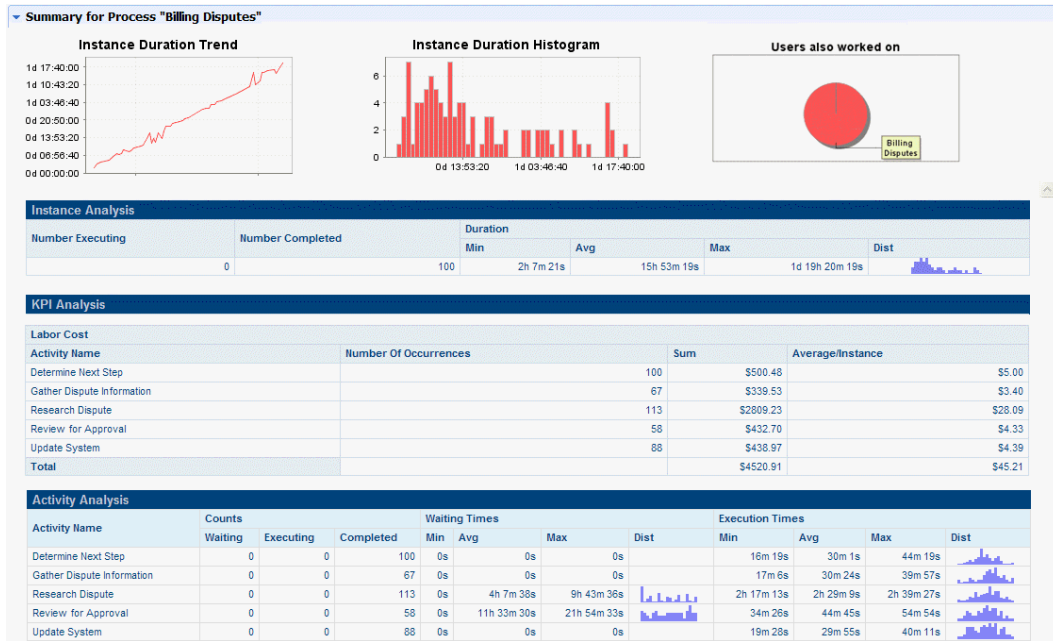 Summary for Process "Billing Disputes"
Instance Duration Trend
1d 17:40:00
1d 10:43:20
1d 03:46:40
0d 20:50:00
0d 13:53:20
0d 06:56:40
0d 00:00:00
Instance Duration Histogram
6
4
2
0
0d 13:53:20 1d 03:46:40 1d 17:40:00
Users also worked on
Billing
Disputes
Instance Analysis
Number Executing Number Completed Duration
Min Avg Max Dist
0 100 2h 7m 21s 15h 53m 19s 1d 19h 20m 19s
KPI Analysis
Labor Cost
Activity Name Number Of Occurrences Sum Average/Instance
Determine Next Step 100 $500.48 $5.00
Gather Dispute Information 67 $339.53 $3.40
Research Dispute 113 $2809.23 $28.09
Review for Approval 58 $432.70 $4.33
Update System 88 $438.97 $4.39
Total $4520.91 $45.21
Activity Analysis
Activity Name Counts Waiting Times Execution Times
Waiting Executing Completed Min Avg Max Dist Min Avg Max Dist
Determine Next Step 0 0 100 0s 0s 0s 16m 19s 30m 1s 44m 19s
Gather Dispute Information 0 0 67 0s 0s 0s 17m 6s 30m 24s 39m 57s
Research Dispute 0 0 113 0s 4h 7m 38s 9h 43m 36s 2h 17m 13s 2h 29m 9s 2h 39m 27s
Review for Approval 0 0 58 0s 11h 33m 30s 21h 54m 33s 34m 26s 44m 45s 54m 54s
Update System 0 0 88 0s 0s 0s 19m 28s 29m 55s 40m 11s